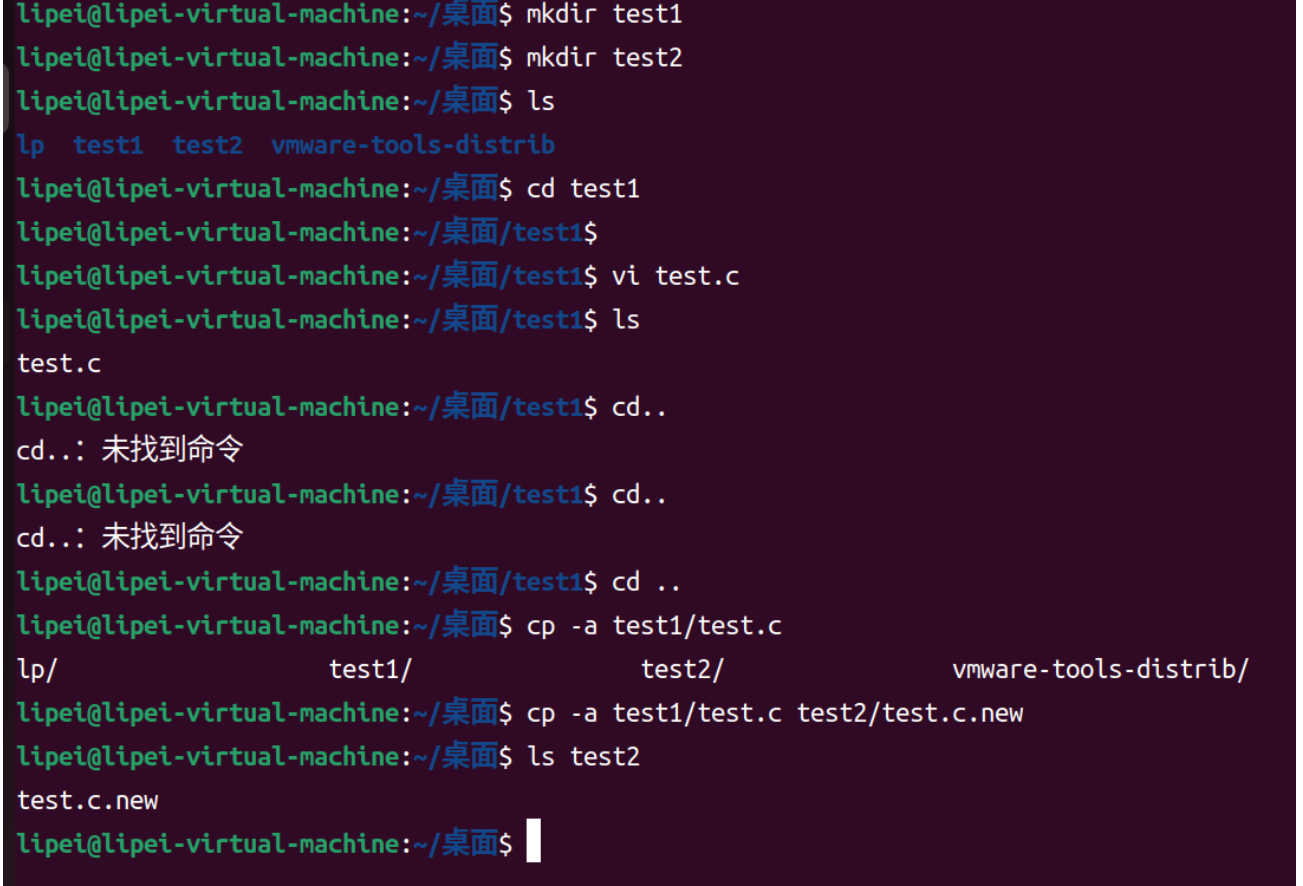 lipei@lipei-virtual-machine:~/桌面$ mkdir test1
lipei@lipei-virtual-machine:~/桌面$ mkdir test2
lipei@lipei-virtual-machine:~/桌面$ ls
lp  test1  test2  vmware-tools-distrib
lipei@lipei-virtual-machine:~/桌面$ cd test1
lipei@lipei-virtual-machine:~/桌面/test1$
lipei@lipei-virtual-machine:~/桌面/test1$ vi test.c
lipei@lipei-virtual-machine:~/桌面/test1$ ls
test.c
lipei@lipei-virtual-machine:~/桌面/test1$ cd..
cd..：未找到命令
lipei@lipei-virtual-machine:~/桌面/test1$ cd..
cd..：未找到命令
lipei@lipei-virtual-machine:~/桌面/test1$ cd ..
lipei@lipei-virtual-machine:~/桌面$ cp -a test1/test.c
lp/                   test1/                test2/                vmware-tools-distrib/
lipei@lipei-virtual-machine:~/桌面$ cp -a test1/test.c test2/test.c.new
lipei@lipei-virtual-machine:~/桌面$ ls test2
test.c.new
lipei@lipei-virtual-machine:~/桌面$